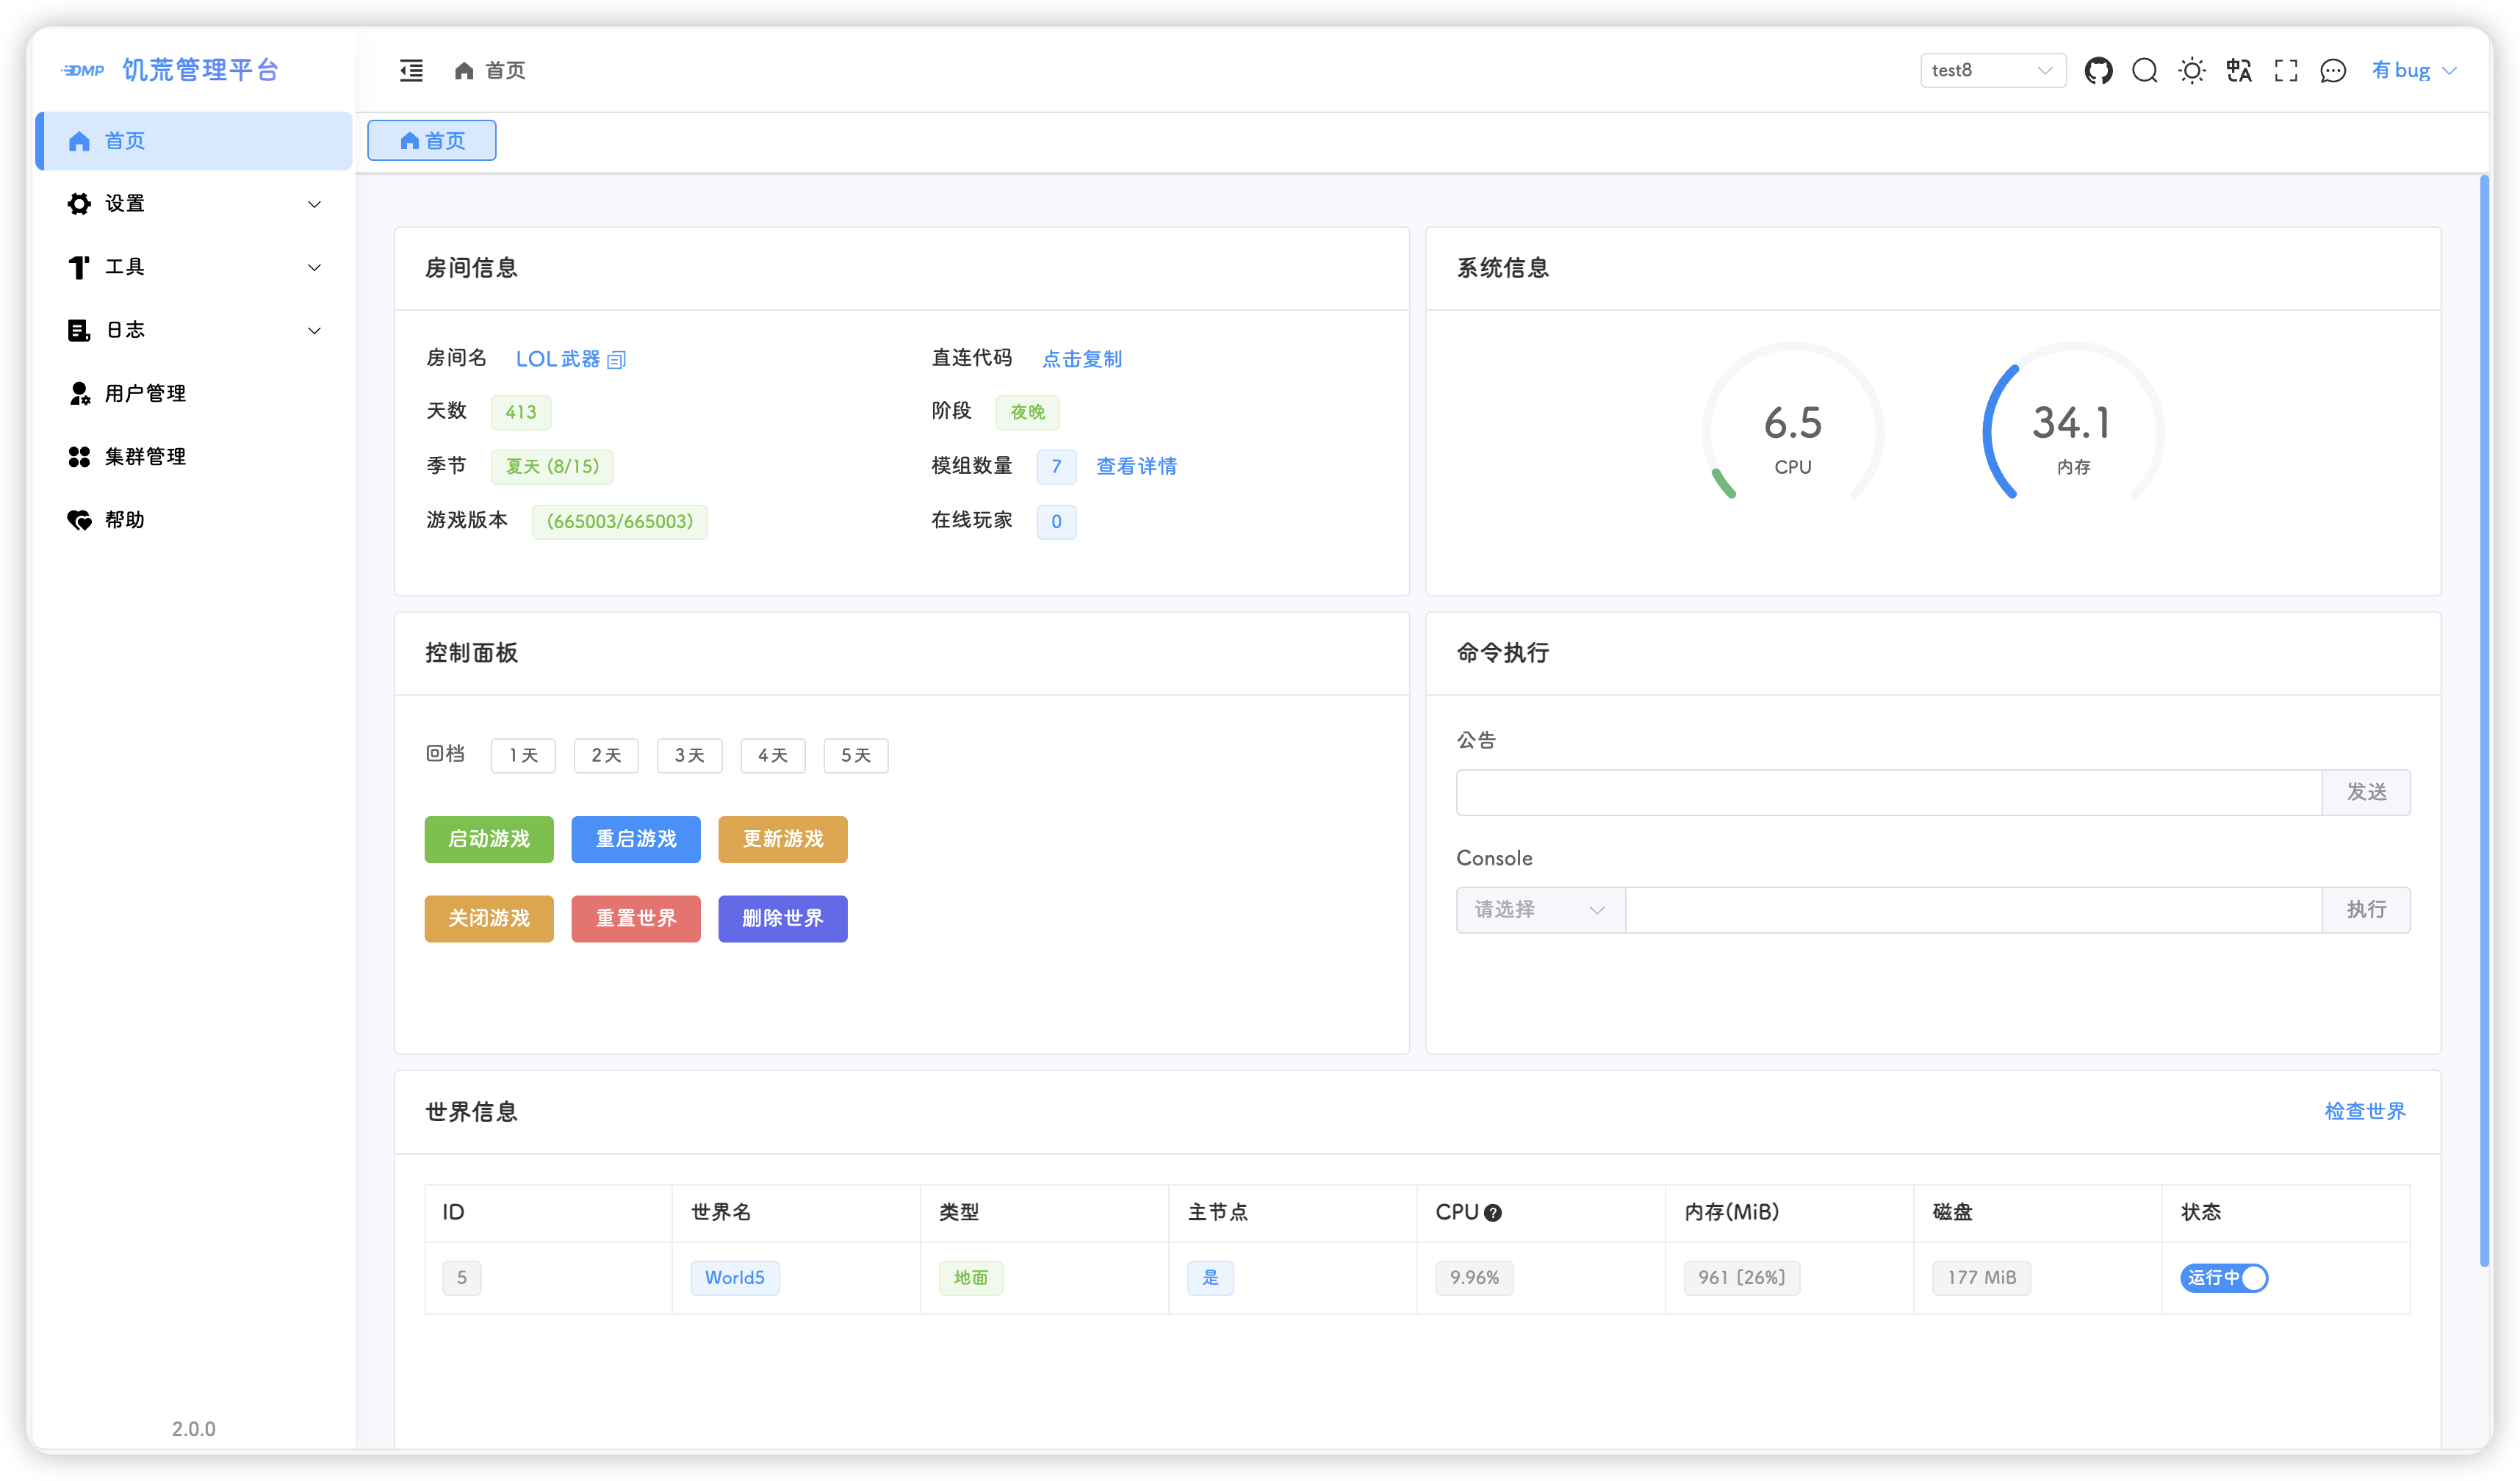 DMP 饥荒管理平台
首页
test8
有 bug
首页
首页
设置
工具
日志
用户管理
集群管理
帮助
2.0.0
房间信息
房间名 LOL 武器
直连代码 点击复制
天数 413
阶段 夜晚
季节 夏天 (8/15)
模组数量 7 查看详情
游戏版本 (665003/665003)
在线玩家 0
系统信息
6.5
CPU
34.1
内存
控制面板
回档 1 天 2 天 3 天 4 天 5 天
启动游戏 重启游戏 更新游戏
关闭游戏 重置世界 删除世界
命令执行
公告
发送
Console
请选择 执行
世界信息 检查世界
ID 世界名 类型 主节点 CPU 内存(MiB) 磁盘 状态
5 World5 地面 是 9.96% 961 [26%] 177 MiB 运行中